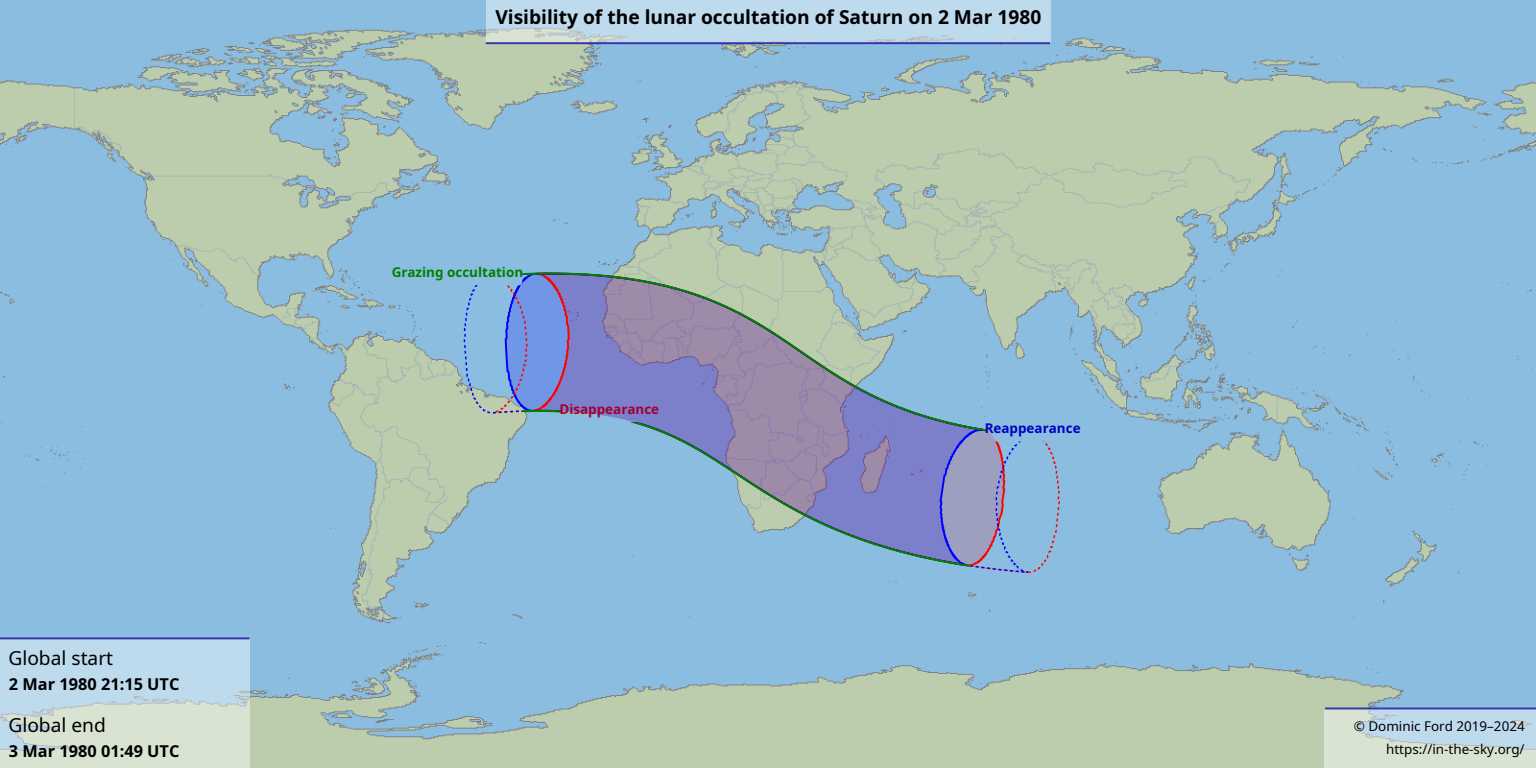 Visibility of the lunar occultation of Saturn on 2 Mar 1980
Grazing occultation
Disappearance
Reappearance
Global start
2 Mar 1980 21:15 UTC
Global end
3 Mar 1980 01:49 UTC
© Dominic Ford 2019–2024
https://in-the-sky.org/